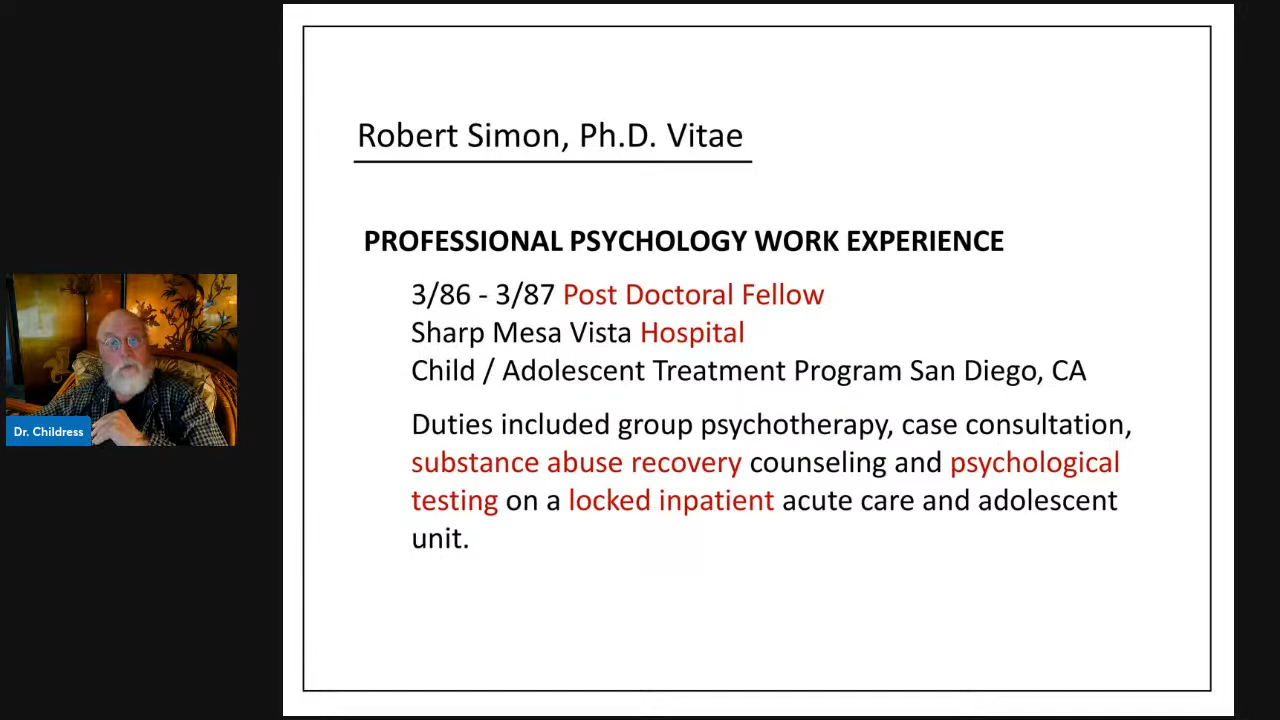 Robert Simon, Ph.D. Vitae
PROFESSIONAL PSYCHOLOGY WORK EXPERIENCE
3/86 - 3/87 Post Doctoral Fellow
Sharp Mesa Vista Hospital
Child / Adolescent Treatment Program San Diego, CA
Duties included group psychotherapy, case consultation,
substance abuse recovery counseling and psychological
testing on a locked inpatient acute care and adolescent
unit.
Dr. Childress